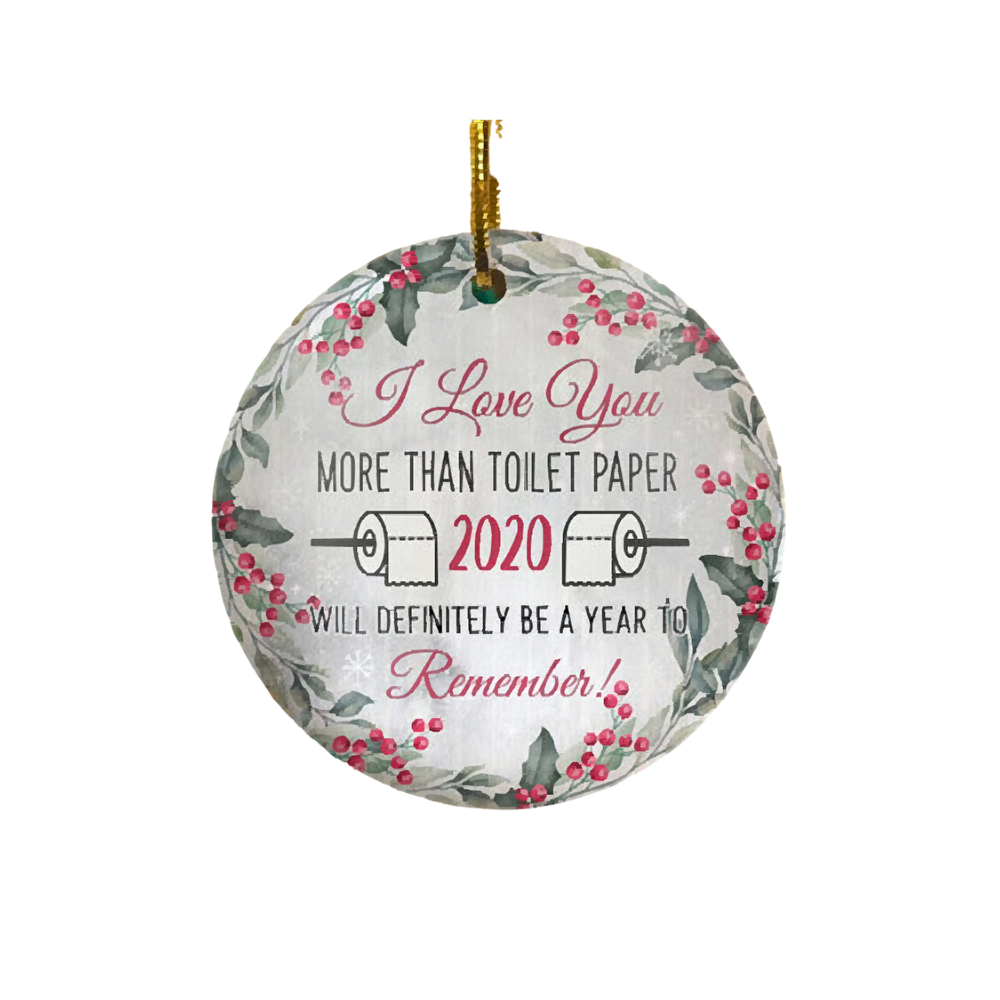 I Love You
MORE THAN TOILET PAPER
2020
WILL DEFINITELY BE A YEAR TO
Remember!